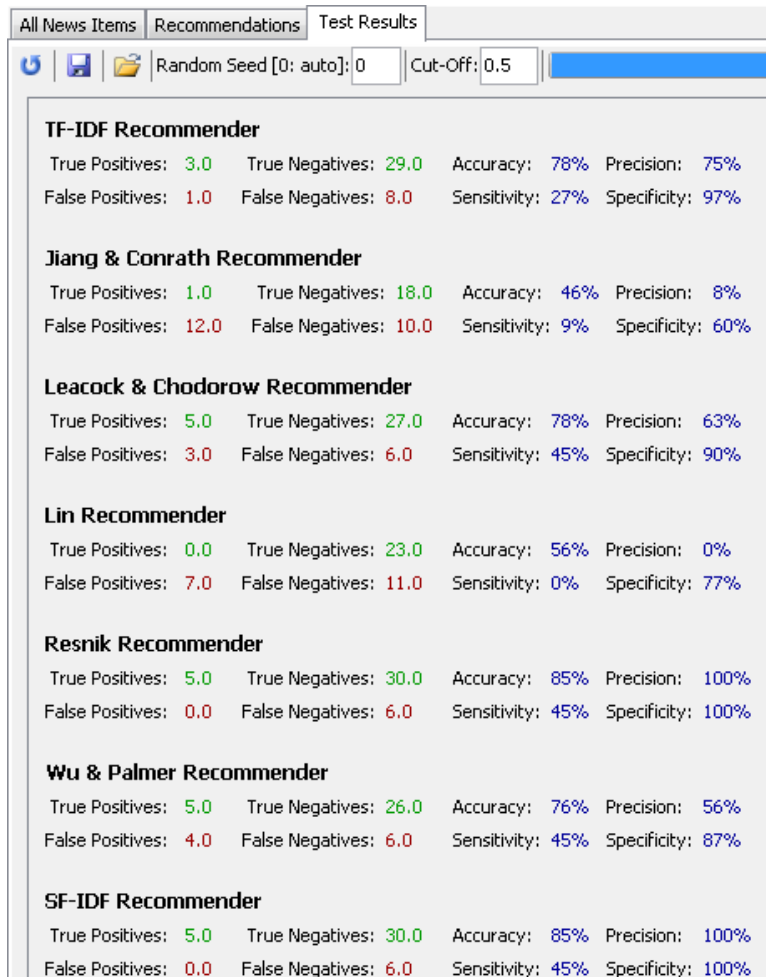 All News Items Recommendations Test Results
Random Seed [0: auto]: 0 Cut-Off: 0.5
TF-IDF Recommender
True Positives: 3.0 True Negatives: 29.0 Accuracy: 78% Precision: 75%
False Positives: 1.0 False Negatives: 8.0 Sensitivity: 27% Specificity: 97%
Jiang & Conrath Recommender
True Positives: 1.0 True Negatives: 18.0 Accuracy: 46% Precision: 8%
False Positives: 12.0 False Negatives: 10.0 Sensitivity: 9% Specificity: 60%
Leacock & Chodorow Recommender
True Positives: 5.0 True Negatives: 27.0 Accuracy: 78% Precision: 63%
False Positives: 3.0 False Negatives: 6.0 Sensitivity: 45% Specificity: 90%
Lin Recommender
True Positives: 0.0 True Negatives: 23.0 Accuracy: 56% Precision: 0%
False Positives: 7.0 False Negatives: 11.0 Sensitivity: 0% Specificity: 77%
Resnik Recommender
True Positives: 5.0 True Negatives: 30.0 Accuracy: 85% Precision: 100%
False Positives: 0.0 False Negatives: 6.0 Sensitivity: 45% Specificity: 100%
Wu & Palmer Recommender
True Positives: 5.0 True Negatives: 26.0 Accuracy: 76% Precision: 56%
False Positives: 4.0 False Negatives: 6.0 Sensitivity: 45% Specificity: 87%
SF-IDF Recommender
True Positives: 5.0 True Negatives: 30.0 Accuracy: 85% Precision: 100%
False Positives: 0.0 False Negatives: 6.0 Sensitivity: 45% Specificity: 100%